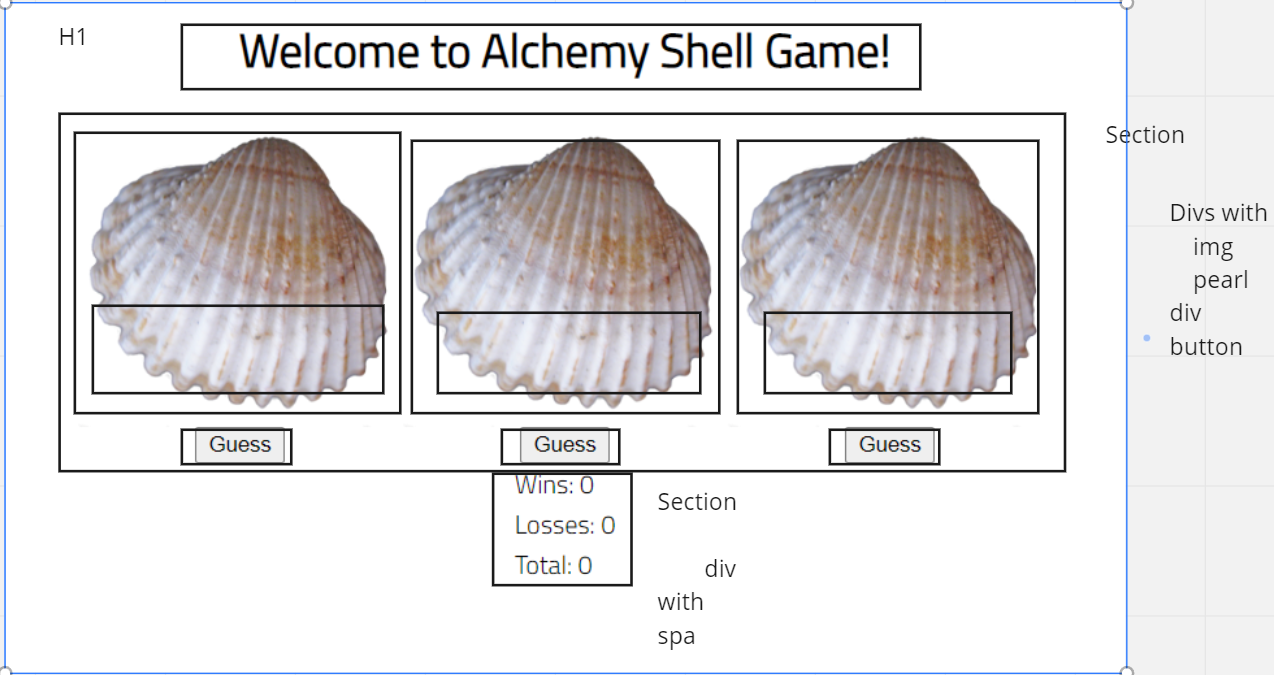 H1
Welcome to Alchemy Shell Game!
Section
Divs with
img
pearl
div
button
Guess
Guess
Guess
Wins: 0
Losses: 0
Total: 0
Section
div
with
spa